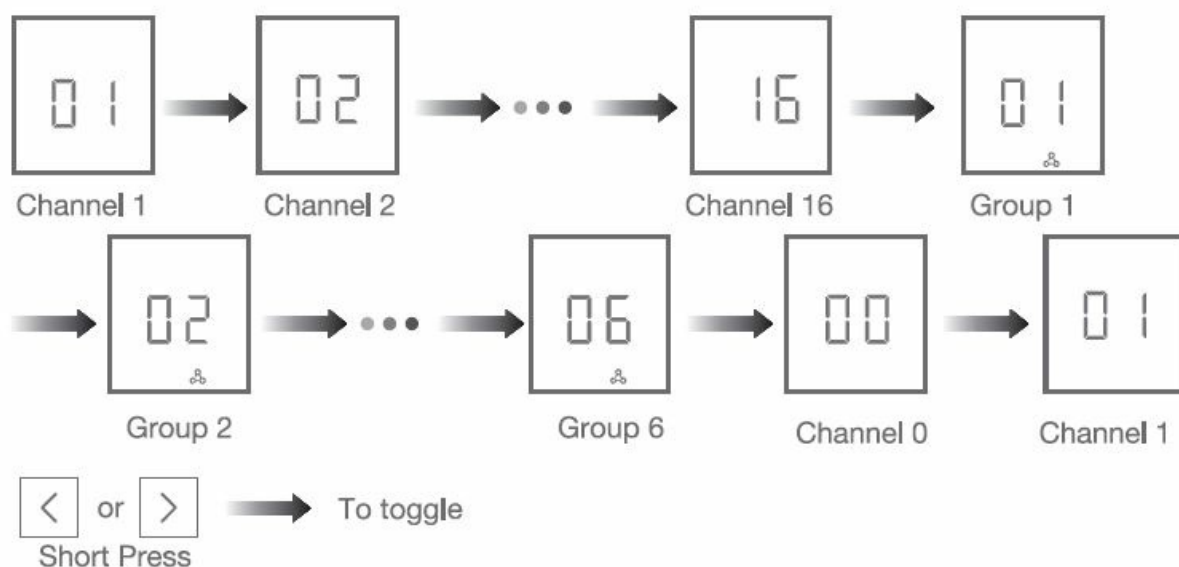 01 02 16 01
Channel 1 Channel 2 Channel 16 Group 1
02 06 00 01
Group 2 Group 6 Channel 0 Channel 1
< or > To toggle
Short Press